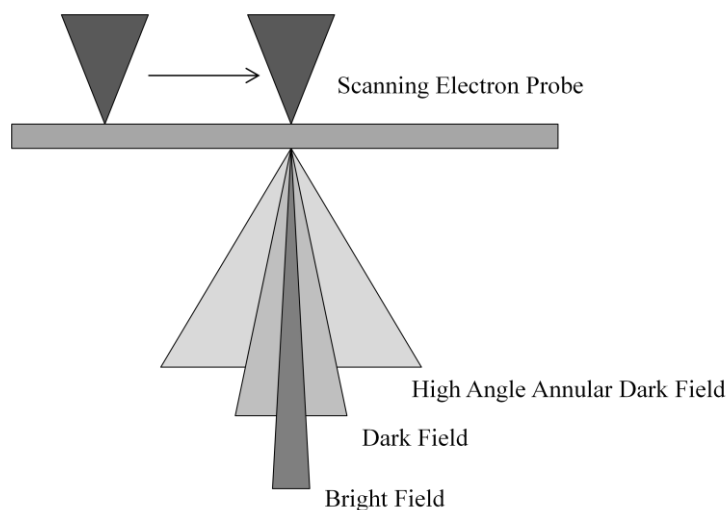 Scanning Electron Probe
High Angle Annular Dark Field
Dark Field
Bright Field